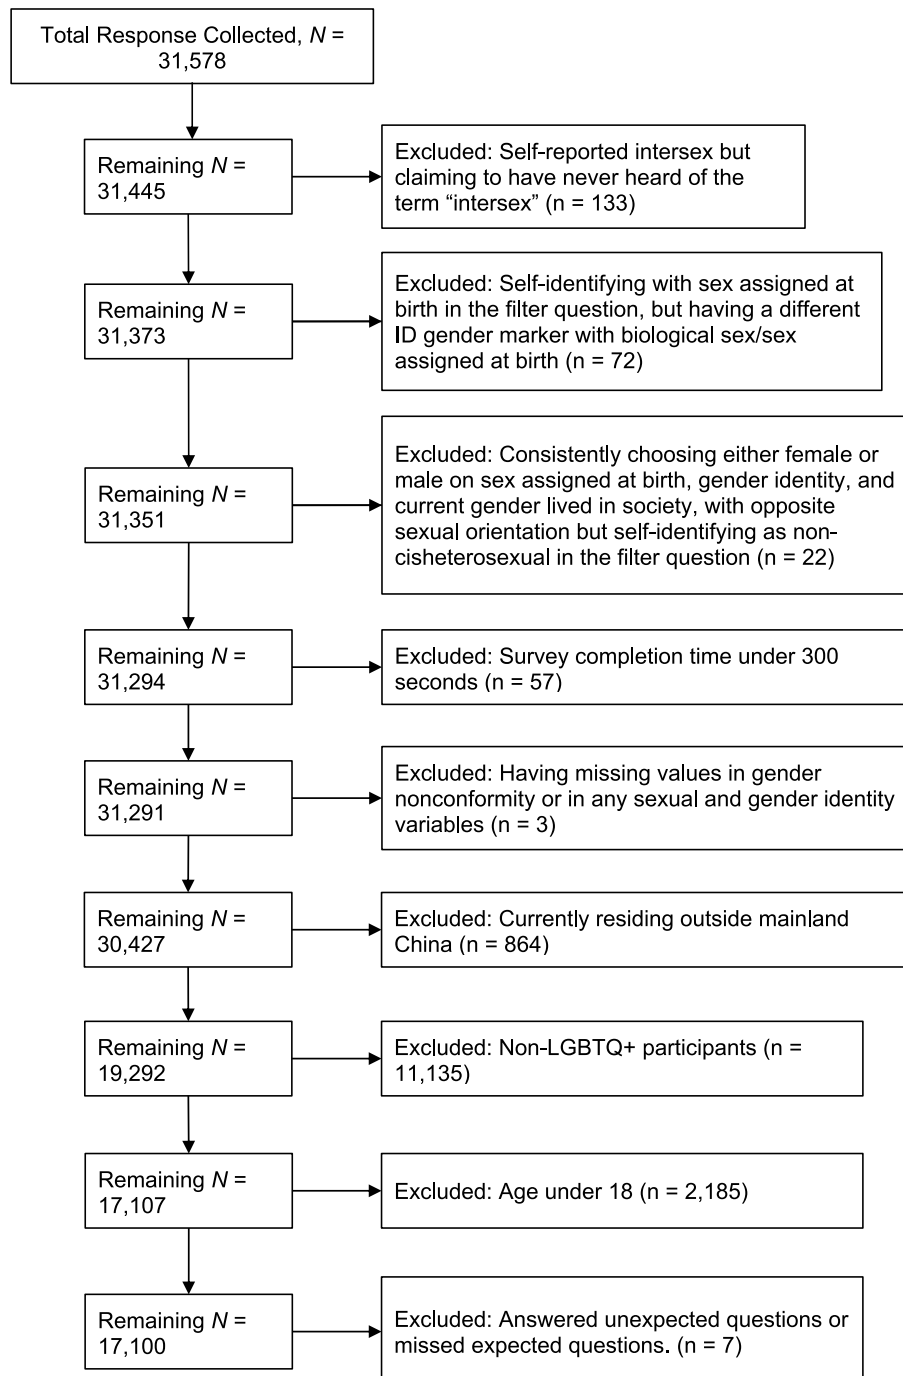 Total Response Collected, N =
31,578
Remaining N =
31,445
Excluded: Self-reported intersex but
claiming to have never heard of the
term “intersex” (n = 133)
Remaining N =
31,373
Excluded: Self-identifying with sex assigned at
birth in the filter question, but having a different
ID gender marker with biological sex/sex
assigned at birth (n = 72)
Remaining N =
31,351
Excluded: Consistently choosing either female or
male on sex assigned at birth, gender identity, and
current gender lived in society, with opposite
sexual orientation but self-identifying as non-
cisheterosexual in the filter question (n = 22)
Remaining N =
31,294
Excluded: Survey completion time under 300
seconds (n = 57)
Remaining N =
31,291
Excluded: Having missing values in gender
nonconformity or in any sexual and gender identity
variables (n = 3)
Remaining N =
30,427
Excluded: Currently residing outside mainland
China (n = 864)
Remaining N =
19,292
Excluded: Non-LGBTQ+ participants (n =
11,135)
Remaining N =
17,107
Excluded: Age under 18 (n = 2,185)
Remaining N =
17,100
Excluded: Answered unexpected questions or
missed expected questions. (n = 7)